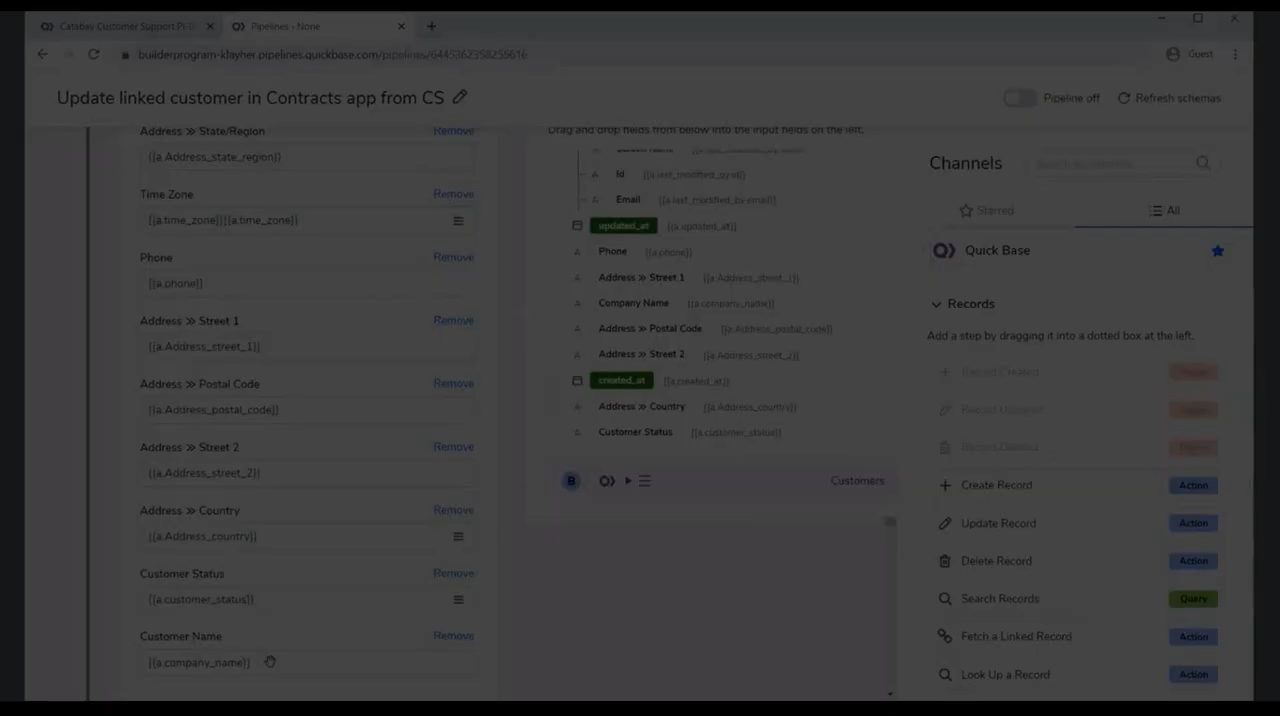 Catabay Customer Support PI-
Pipelines - None
builderprogram-klayher.pipelines.quickbase.com/pipelines/6445362358255616
Guest
Update linked customer in Contracts app from CS
Pipeline off
Refresh schemas
Address » State/Region Remove
{{a.Address_state_region}}
Time Zone Remove
{{a.time_zone}}{{a.time_zone}}
Phone Remove
{{a.phone}}
Address » Street 1 Remove
{{a.Address_street_1}}
Address » Postal Code Remove
{{a.Address_postal_code}}
Address » Street 2 Remove
{{a.Address_street_2}}
Address » Country Remove
{{a.Address_country}}
Customer Status Remove
{{a.customer_status}}
Customer Name Remove
{{a.company_name}}
Drag and drop fields from below into the input fields on the left.
Id {{a.last_modified_by.id}}
Email {{a.last_modified_by.email}}
updated_at {{a.updated_at}}
Phone {{a.phone}}
Address » Street 1 {{a.Address_street_1}}
Company Name {{a.company_name}}
Address » Postal Code {{a.Address_postal_code}}
Address » Street 2 {{a.Address_street_2}}
created_at {{a.created_at}}
Address » Country {{a.Address_country}}
Customer Status {{a.customer_status}}
B Customers
Channels
Starred
All
Quick Base
Records
Add a step by dragging it into a dotted box at the left.
Record Created
Record Updated
Record Deleted
Create Record Action
Update Record Action
Delete Record Action
Search Records Query
Fetch a Linked Record Action
Look Up a Record Action